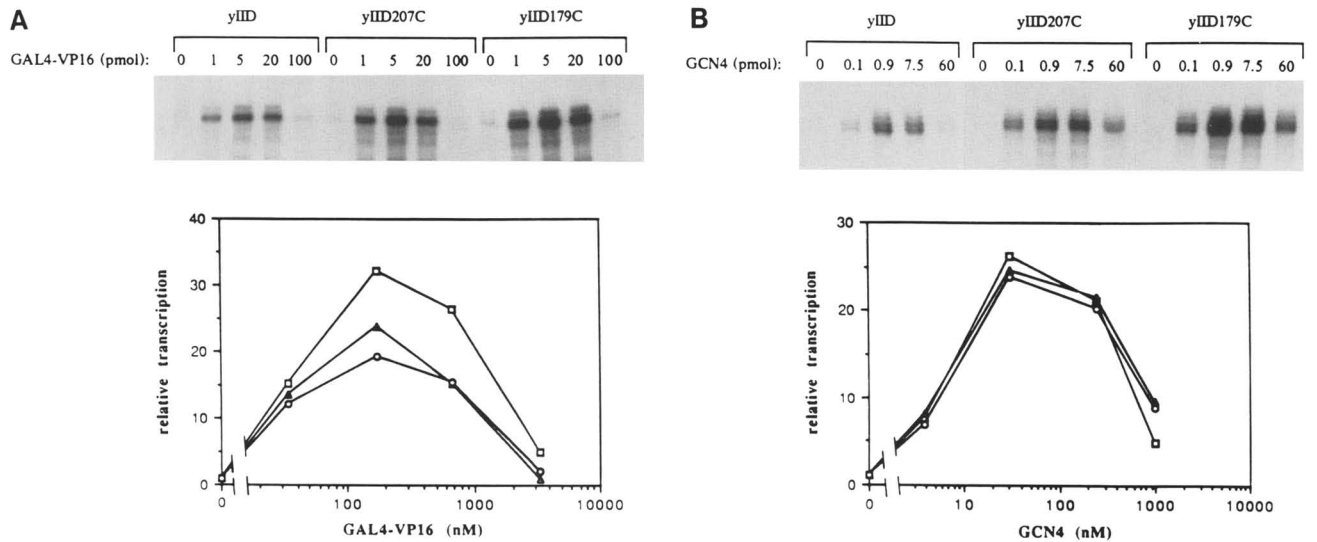 A
yIID yIID207C yIID179C
GAL4-VP16 (pmol): 0 1 5 20 100 0 1 5 20 100 0 1 5 20 100
40
30
20
10
0
relative transcription
0 100 1000 10000
GAL4-VP16 (nM)
B
yIID yIID207C yIID179C
GCN4 (pmol): 0 0.1 0.9 7.5 60 0 0.1 0.9 7.5 60 0 0.1 0.9 7.5 60
30
20
10
0
relative transcription
0 10 100 1000 10000
GCN4 (nM)